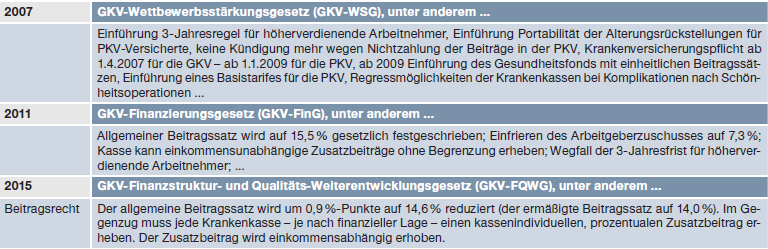 2007 GKV-Wettbewerbsstärkungsgesetz (GKV-WSG), unter anderem ...
Einführung 3-Jahresregel für höherverdienende Arbeitnehmer, Einführung Portabilität der Alterungsrückstellungen für
PKV-Versicherte, keine Kündigung mehr wegen Nichtzahlung der Beiträge in der PKV, Krankenversicherungspflicht ab
1.4.2007 für die GKV – ab 1.1.2009 für die PKV, ab 2009 Einführung des Gesundheitsfonds mit einheitlichen Beitragssät-
zen, Einführung eines Basistarifes für die PKV, Regressmöglichkeiten der Krankenkassen bei Komplikationen nach Schön-
heitsoperationen ...
2011 GKV-Finanzierungsgesetz (GKV-FinG), unter anderem ...
Allgemeiner Beitragssatz wird auf 15,5 % gesetzlich festgeschrieben; Einfrieren des Arbeitgeberzuschusses auf 7,3 %;
Kasse kann einkommensunabhängige Zusatzbeiträge ohne Begrenzung erheben; Wegfall der 3-Jahresfrist für höherver-
dienende Arbeitnehmer; ...
2015 GKV-Finanzstruktur- und Qualitäts-Weiterentwicklungsgesetz (GKV-FQWG), unter anderem ...
Beitragsrecht Der allgemeine Beitragssatz wird um 0,9 %-Punkte auf 14,6 % reduziert (der ermäßigte Beitragssatz auf 14,0 %). Im Ge-
genzug muss jede Krankenkasse – je nach finanzieller Lage – einen kassenindividuellen, prozentualen Zusatzbeitrag er-
heben. Der Zusatzbeitrag wird einkommensabhängig erhoben.